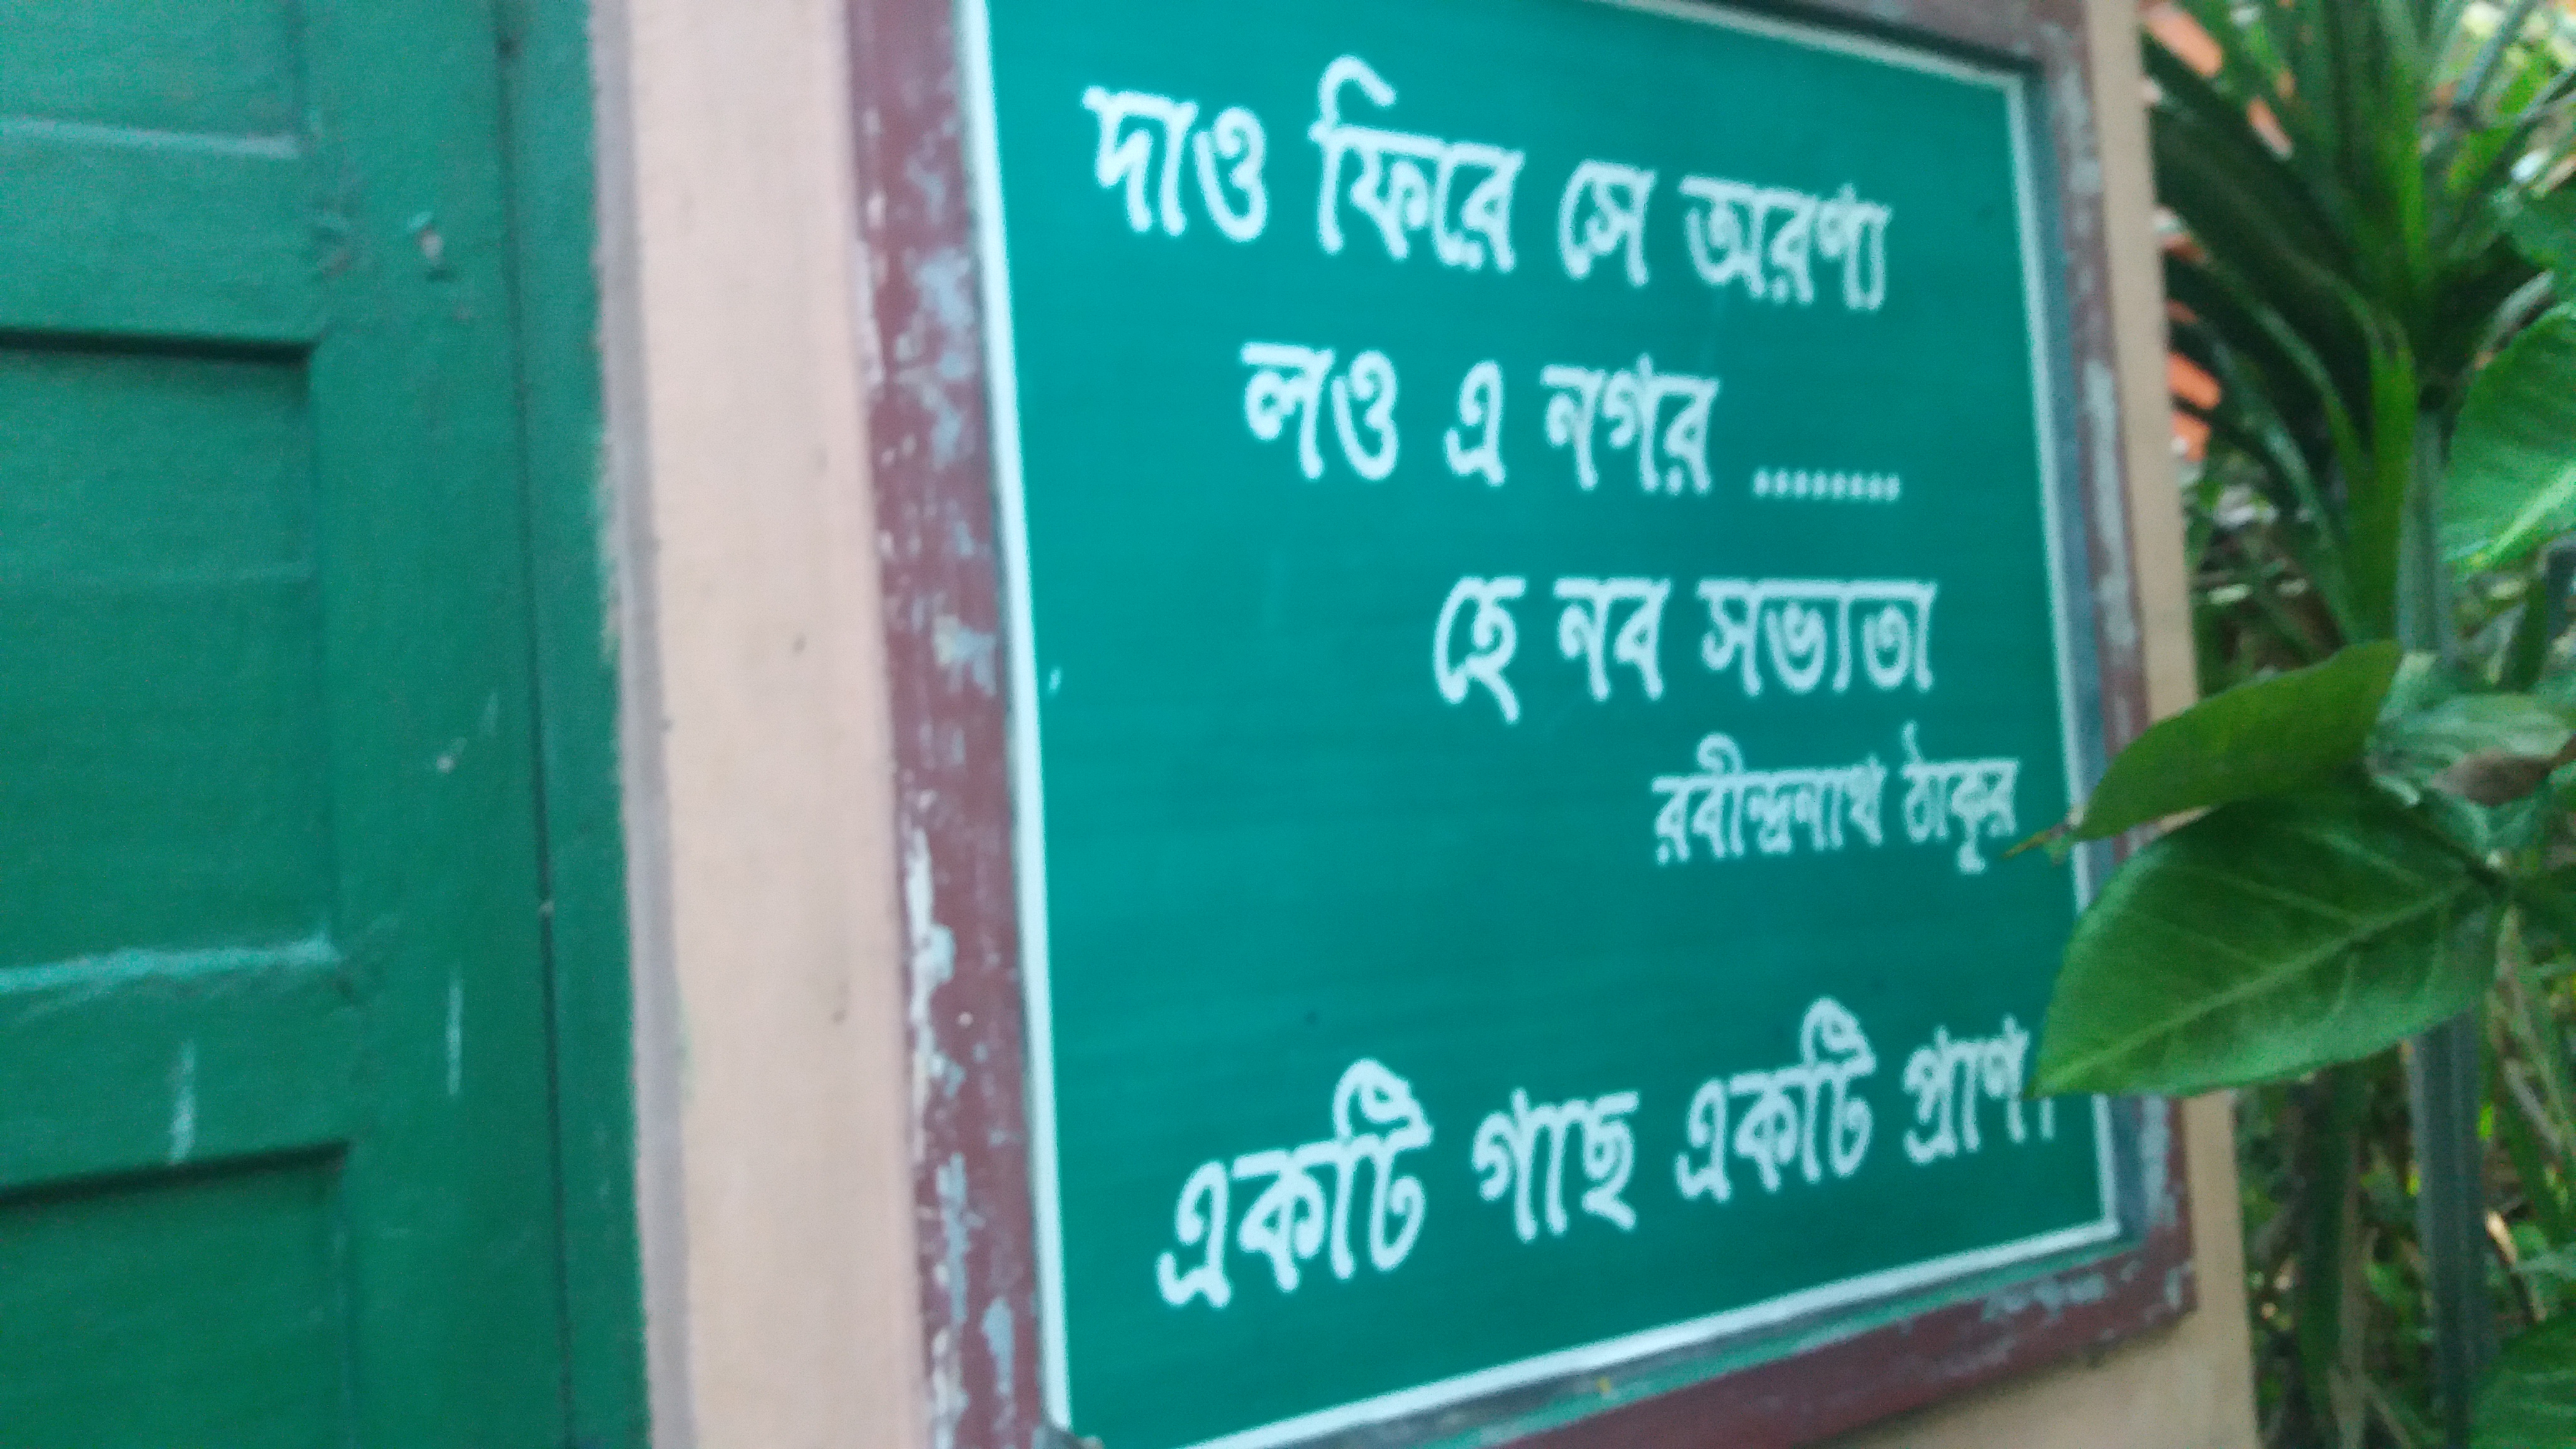 দাও ফিরে সে অরণ্য
লও এ নগর ........
হে নব সভ্যতা
রবীন্দ্রনাথ ঠাকুর
একটি গাছ একটি প্রাণ।